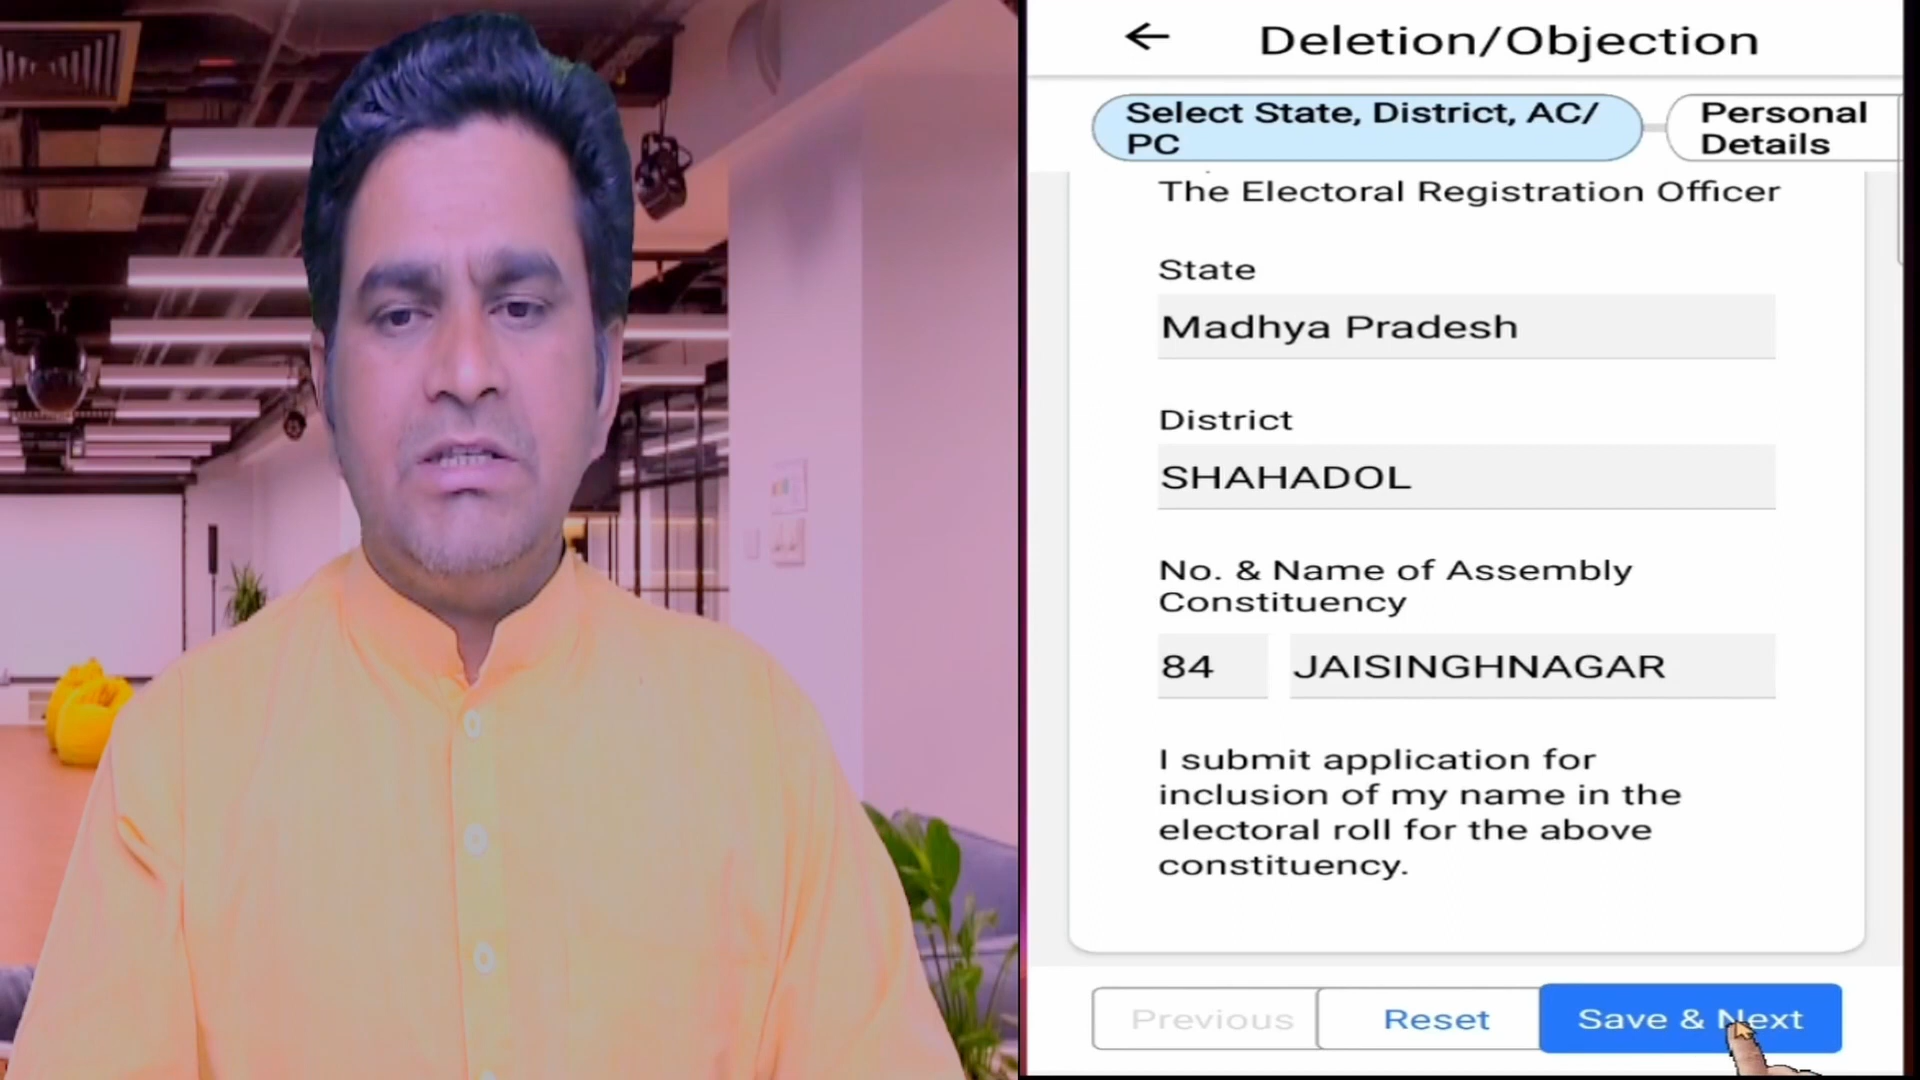 Deletion/Objection
Select State, District, AC/
PC
Personal
Details
The Electoral Registration Officer
State
Madhya Pradesh
District
SHAHADOL
No. & Name of Assembly
Constituency
84
JAISINGHNAGAR
I submit application for
inclusion of my name in the
electoral roll for the above
constituency.
Previous
Reset
Save & Next